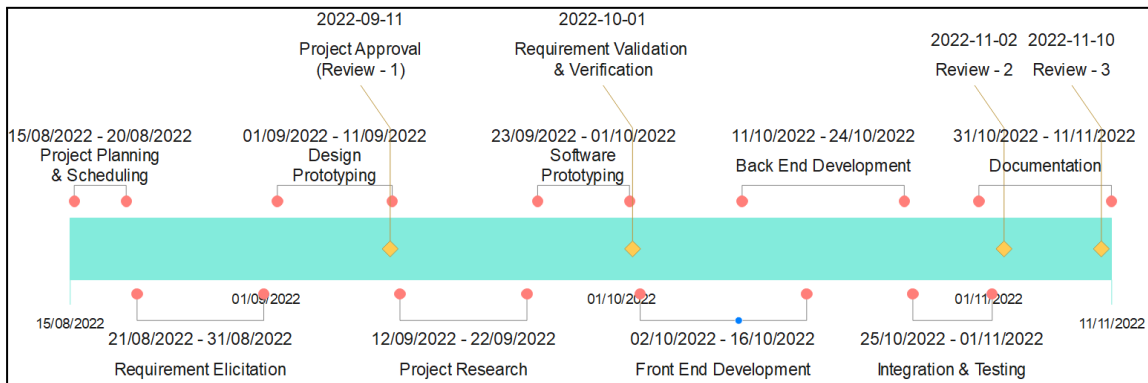 2022-09-11
Project Approval
(Review - 1)
2022-10-01
Requirement Validation
& Verification
2022-11-02
Review - 2
2022-11-10
Review - 3
15/08/2022 - 20/08/2022
Project Planning
& Scheduling
01/09/2022 - 11/09/2022
Design
Prototyping
23/09/2022 - 01/10/2022
Software
Prototyping
11/10/2022 - 24/10/2022
Back End Development
31/10/2022 - 11/11/2022
Documentation
15/08/2022
01/09/2022
01/10/2022
01/11/2022
11/11/2022
21/08/2022 - 31/08/2022
Requirement Elicitation
12/09/2022 - 22/09/2022
Project Research
02/10/2022 - 16/10/2022
Front End Development
25/10/2022 - 01/11/2022
Integration & Testing